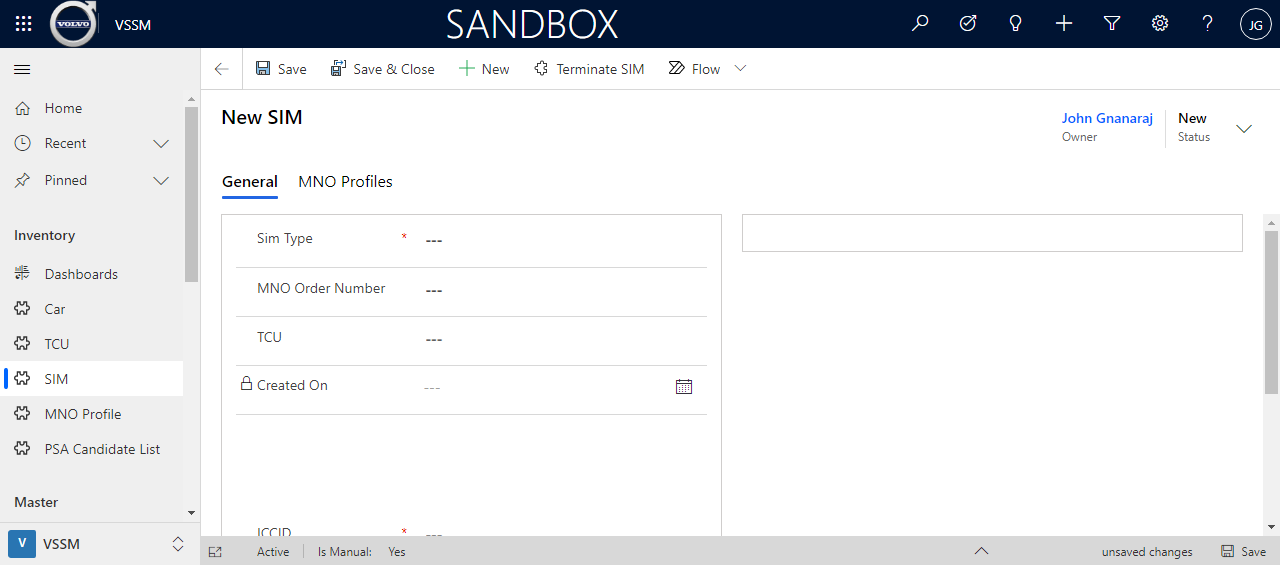 VOLVO
VSSM
SANDBOX
JG
Save
Save & Close
New
Terminate SIM
Flow
Home
Recent
Pinned
Inventory
Dashboards
Car
TCU
SIM
MNO Profile
PSA Candidate List
Master
V
VSSM
New SIM
John Gnanaraj
Owner
New
Status
General
MNO Profiles
Sim Type * ---
MNO Order Number ---
TCU ---
Created On ---
ICCID * ---
Active
Is Manual: Yes
unsaved changes
Save